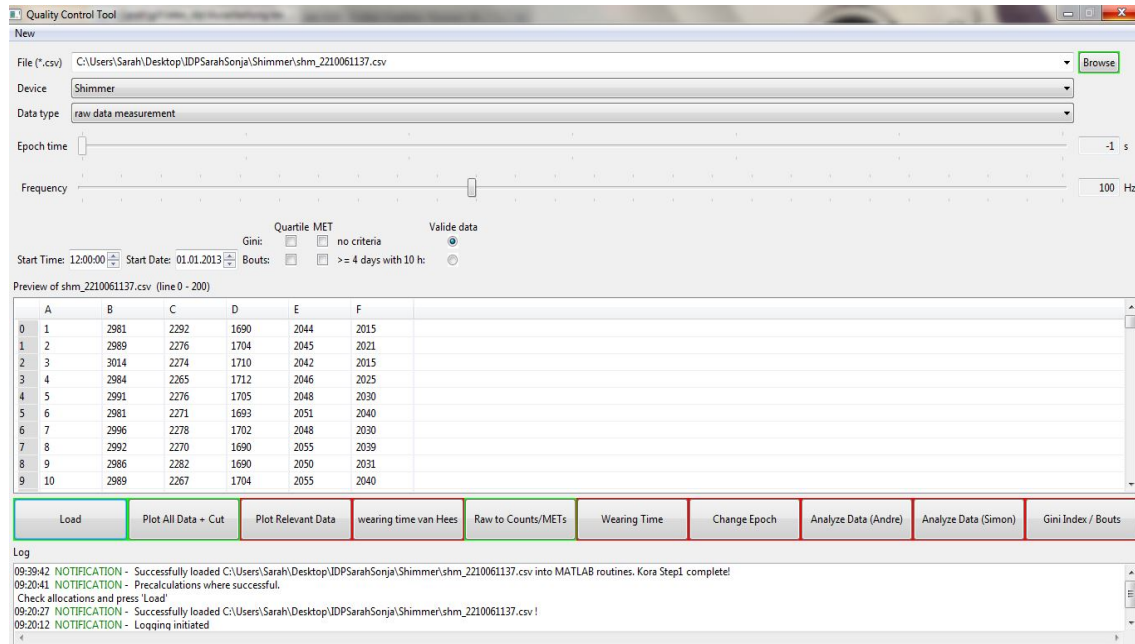 Quality Control Tool
New
File (*.csv) C:\Users\Sarah\Desktop\IDPSarahSonja\Shimmer\shm_2210061137.csv Browse
Device Shimmer
Data type raw data measurement
Epoch time -1 s
Frequency 100 Hz
Quartile MET Valide data
Gini: no criteria
Start Time: 12:00:00 Start Date: 01.01.2013 Bouts: >= 4 days with 10 h:
Preview of shm_2210061137.csv (line 0 - 200)
A B C D E F
0 1 2981 2292 1690 2044 2015
1 2 2989 2276 1704 2045 2021
2 3 3014 2274 1710 2042 2015
3 4 2984 2265 1712 2046 2025
4 5 2991 2276 1705 2048 2030
5 6 2981 2271 1693 2051 2040
6 7 2996 2278 1702 2048 2030
7 8 2992 2270 1690 2055 2039
8 9 2986 2282 1690 2050 2031
9 10 2989 2267 1704 2055 2040
Load Plot All Data + Cut Plot Relevant Data wearing time van Hees Raw to Counts/METs Wearing Time Change Epoch Analyze Data (Andre) Analyze Data (Simon) Gini Index / Bouts
Log
09:39:42 NOTIFICATION - Successfully loaded C:\Users\Sarah\Desktop\IDPSarahSonja\Shimmer\shm_2210061137.csv into MATLAB routines. Kora Step1 complete!
09:20:41 NOTIFICATION - Precalculations where successful.
Check allocations and press 'Load'
09:20:27 NOTIFICATION - Successfully loaded C:\Users\Sarah\Desktop\IDPSarahSonja\Shimmer\shm_2210061137.csv !
09:20:12 NOTIFICATION - Logging initiated